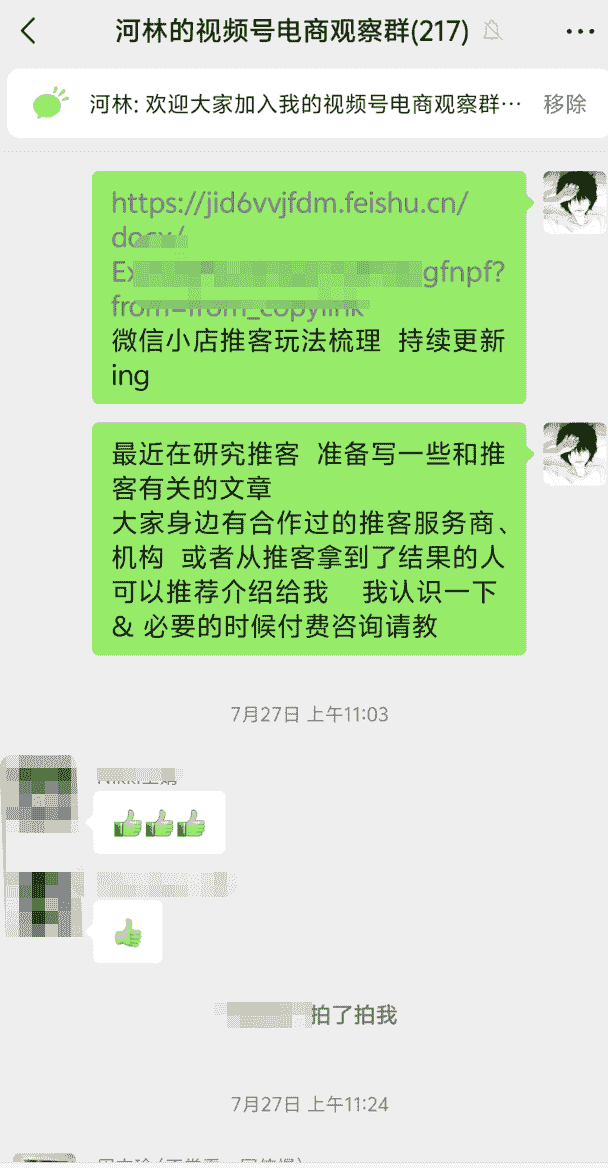 河林的视频号电商观察群(217)
河林: 欢迎大家加入我的视频号电商观察群…
移除
https://jid6vvjfdm.feishu.cn/
docx/
gfnpf?
from=from_copylink
微信小店推客玩法梳理 持续更新
ing
最近在研究推客 准备写一些和推
客有关的文章
大家身边有合作过的推客服务商、
机构 或者从推客拿到了结果的人
可以推荐介绍给我 我认识一下
& 必要的时候付费咨询请教
7月27日 上午11:03
拍了拍我
7月27日 上午11:24